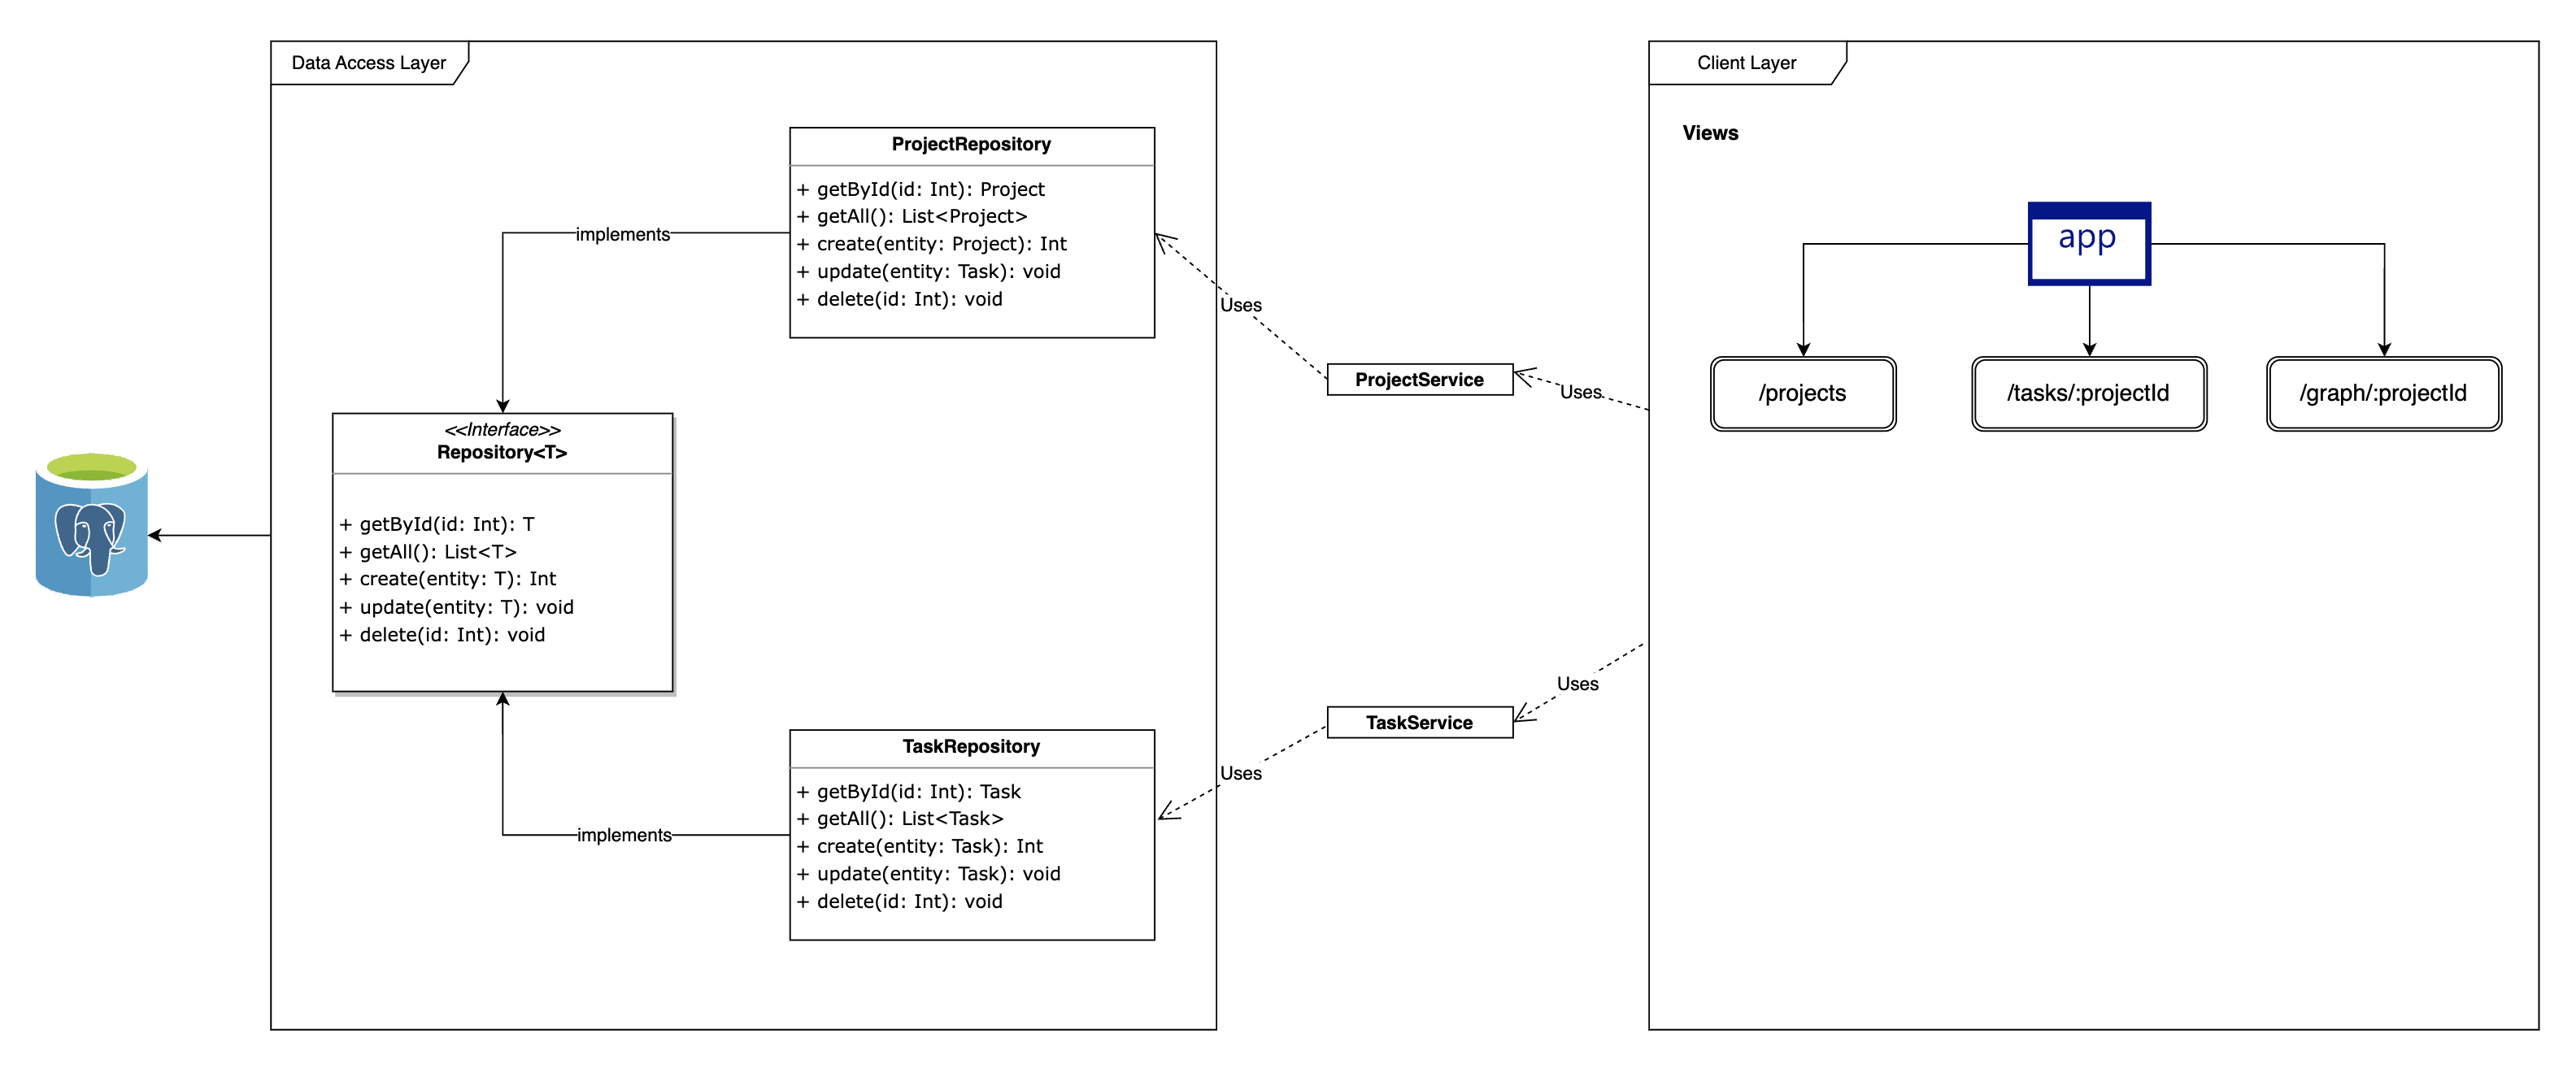 Data Access Layer
ProjectRepository
+ getById(id: Int): Project
+ getAll(): List<Project>
+ create(entity: Project): Int
+ update(entity: Task): void
+ delete(id: Int): void
implements
<<Interface>>
Repository<T>
+ getById(id: Int): T
+ getAll(): List<T>
+ create(entity: T): Int
+ update(entity: T): void
+ delete(id: Int): void
implements
TaskRepository
+ getById(id: Int): Task
+ getAll(): List<Task>
+ create(entity: Task): Int
+ update(entity: Task): void
+ delete(id: Int): void
Uses
ProjectService
Uses
Uses
TaskService
Uses
Client Layer
Views
app
/projects
/tasks/:projectId
/graph/:projectId